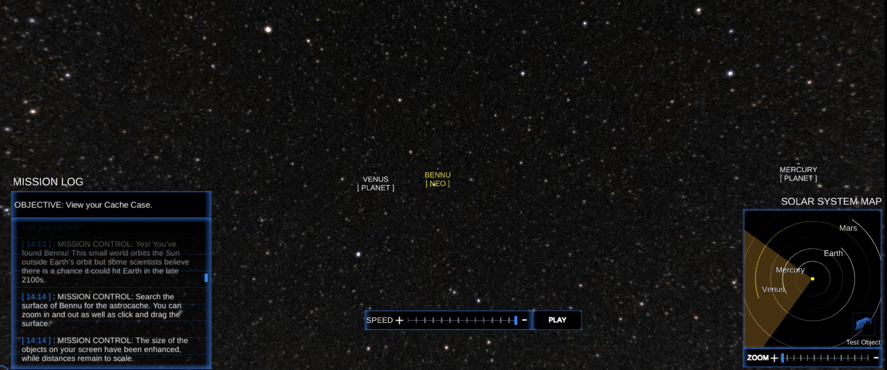 VENUS
[ PLANET ]
BENNU
[ NEO ]
MERCURY
[ PLANET ]
MISSION LOG
OBJECTIVE: View your Cache Case.
[ 14:13 ] : MISSION CONTROL: Yes! You've
found Bennu! This small world orbits the Sun
outside Earth's orbit but some scientists believe
there is a chance it could hit Earth in the late
2100s.
[ 14:14 ] : MISSION CONTROL: Search the
surface of Bennu for the astrocache. You can
zoom in and out as well as click and drag the
surface.
[ 14:14 ] : MISSION CONTROL: The size of the
objects on your screen have been enhanced,
while distances remain to scale.
SPEED + −
PLAY
SOLAR SYSTEM MAP
Mars
Earth
Mercury
Venus
Test Object
ZOOM + −